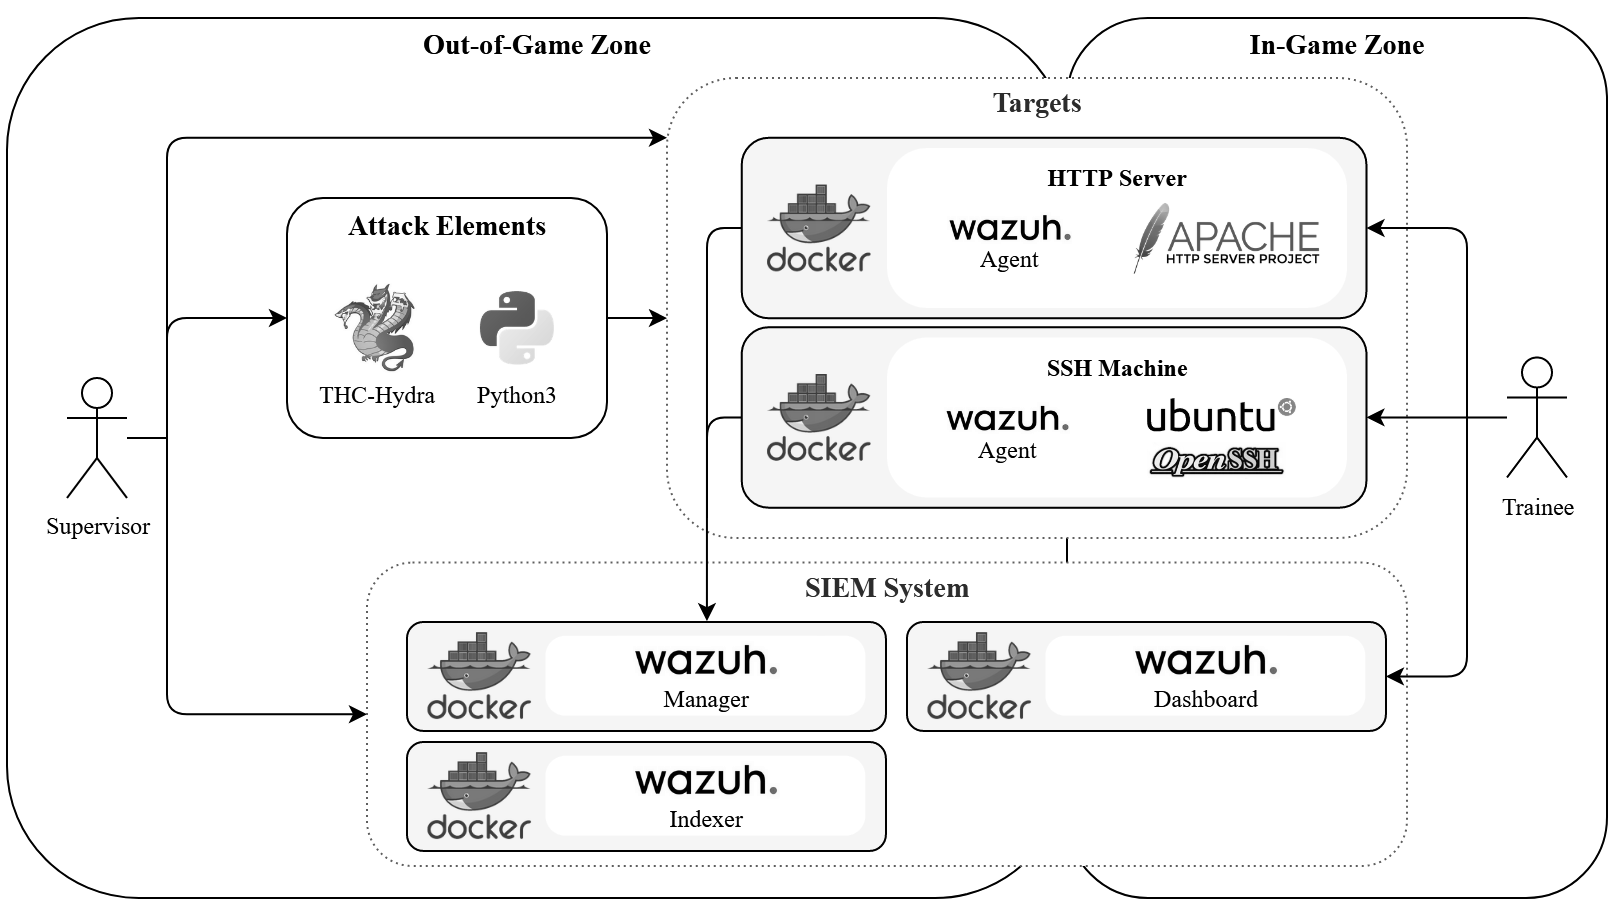 Out-of-Game Zone
In-Game Zone
Targets
HTTP Server
wazuh.
Agent
APACHE
HTTP SERVER PROJECT
docker
Attack Elements
THC-Hydra
Python3
SSH Machine
wazuh.
Agent
ubuntu
OpenSSH
docker
Supervisor
Trainee
SIEM System
docker
wazuh.
Manager
docker
wazuh.
Dashboard
docker
wazuh.
Indexer